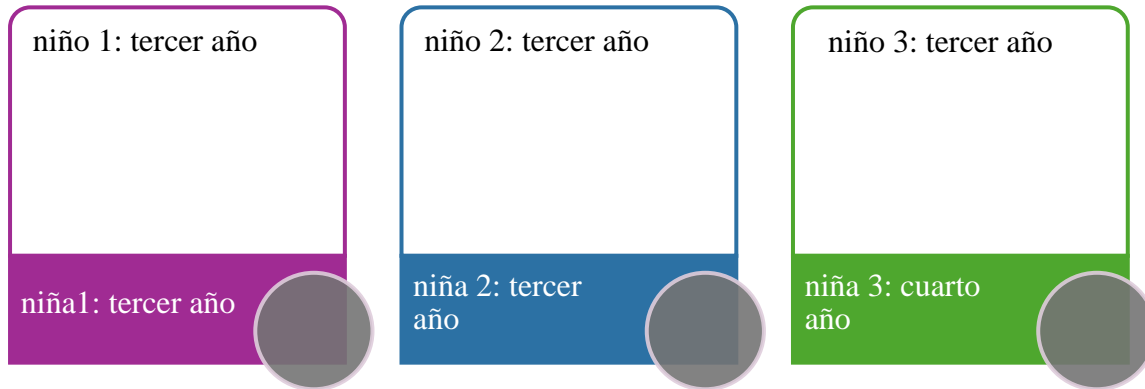 niño 1: tercer año
niña1: tercer año
niño 2: tercer año
niña 2: tercer
año
niño 3: tercer año
niña 3: cuarto
año